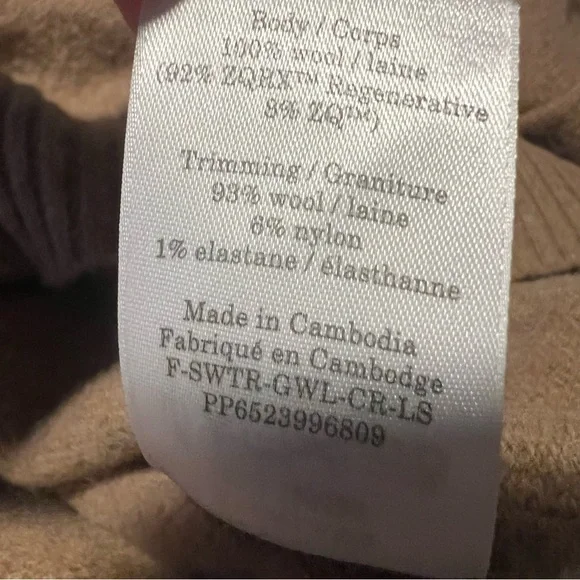 Body / Corps
100% wool / laine
(92% ZQRX™ Regenerative
8% ZQ™)
Trimming / Graniture
93% wool / laine
6% nylon
1% elastane / élasthanne
Made in Cambodia
Fabriqué en Cambodge
F-SWTR-GWL-CR-LS
PP6523996809